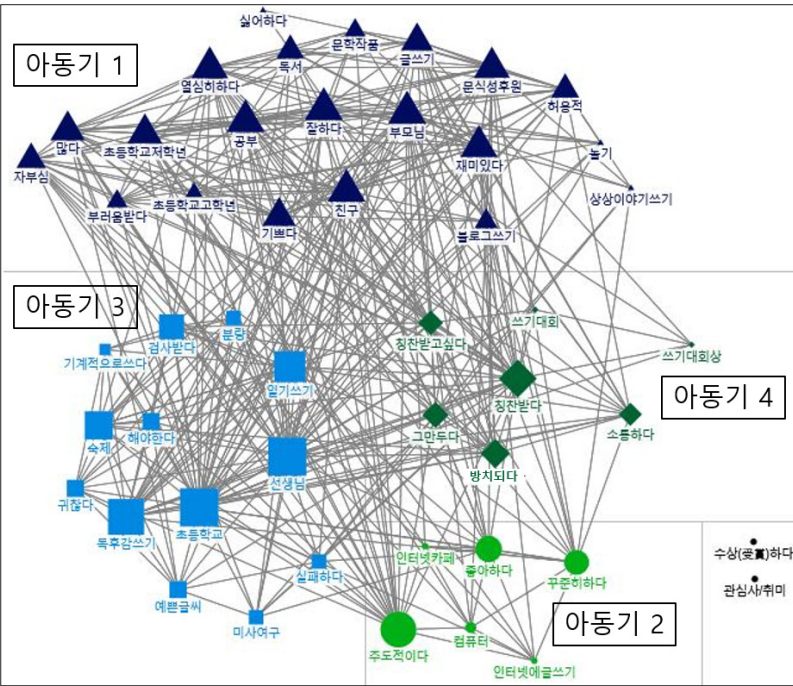 아동기 1
싫어하다
문학작품
글쓰기
독서
열심히하다
문식성후원
허용적
많다
초등학교저학년
공부
잘하다
부모님
재미있다
놀기
자부심
부러움받다
초등학교고학년
친구
상상이야기쓰기
기쁘다
블로그쓰기
아동기 3
검사받다
분량
칭찬받고싶다
쓰기대회
기계적으로쓰다
쓰기대회상
일기쓰기
칭찬받다
아동기 4
숙제
해야한다
그만두다
소통하다
선생님
방치되다
귀찮다
독후감쓰기
초등학교
인터넷카페
좋아하다
꾸준히하다
수상(受賞)하다
실패하다
관심사/취미
예쁜글씨
미사여구
아동기 2
주도적이다
컴퓨터
인터넷에글쓰기